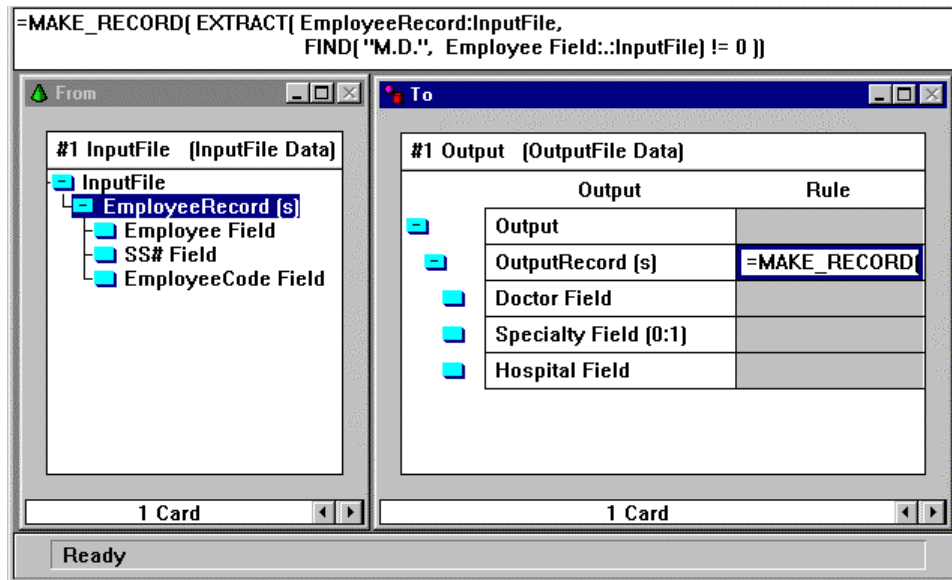 =MAKE_RECORD( EXTRACT( EmployeeRecord:InputFile,
FIND( "M.D.", Employee Field:.:InputFile) != 0 ))
From
To
#1 InputFile (InputFile Data)
InputFile
EmployeeRecord (s)
Employee Field
SS# Field
EmployeeCode Field
1 Card
#1 Output (OutputFile Data)
Output Rule
Output
OutputRecord (s) =MAKE_RECORD(
Doctor Field
Specialty Field (0:1)
Hospital Field
1 Card
Ready